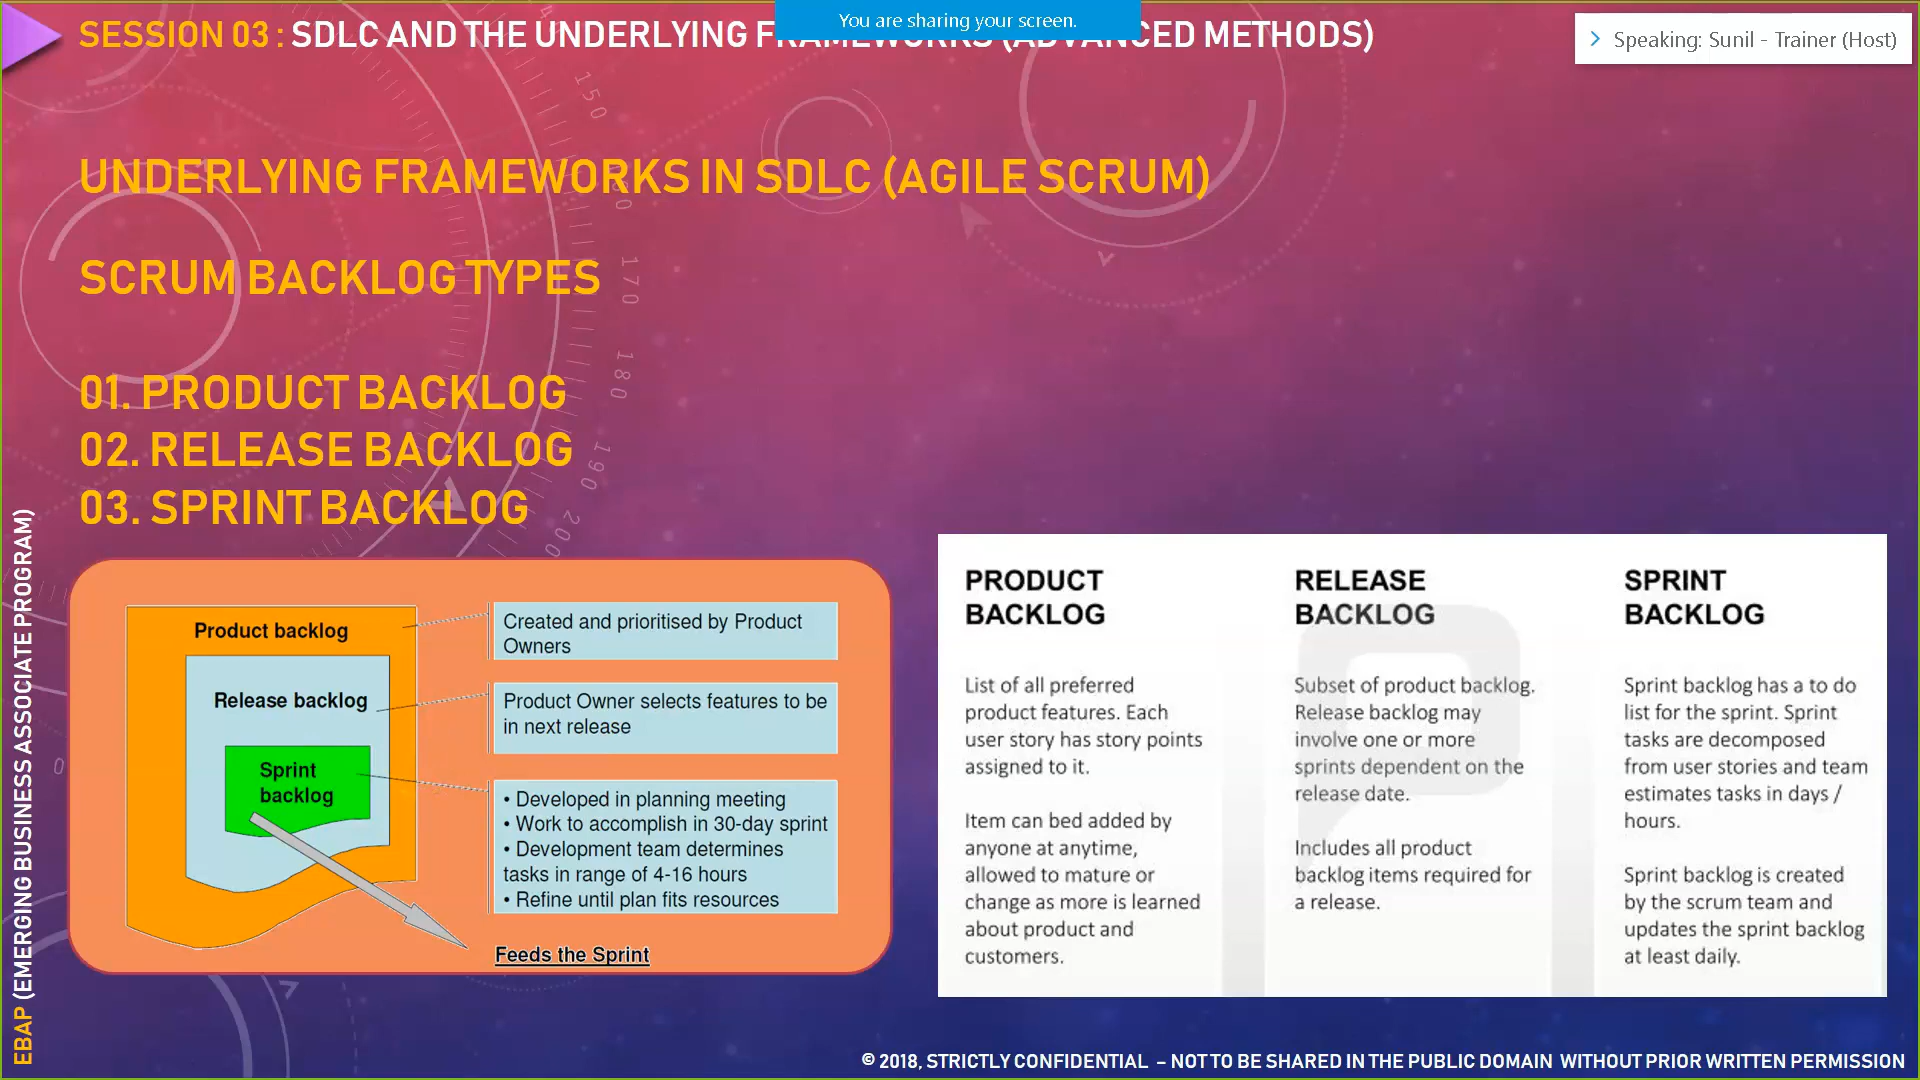 You are sharing your screen.
Speaking: Sunil - Trainer (Host)
SESSION 03 : SDLC AND THE UNDERLYING FRAMEWORKS (ADVANCED METHODS)
UNDERLYING FRAMEWORKS IN SDLC (AGILE SCRUM)
SCRUM BACKLOG TYPES
01. PRODUCT BACKLOG
02. RELEASE BACKLOG
03. SPRINT BACKLOG
150
160
170
180
190
200
EBAP (EMERGING BUSINESS ASSOCIATE PROGRAM)
Product backlog
Release backlog
Sprint
backlog
Created and prioritised by Product
Owners
Product Owner selects features to be
in next release
• Developed in planning meeting
• Work to accomplish in 30-day sprint
• Development team determines
tasks in range of 4-16 hours
• Refine until plan fits resources
Feeds the Sprint
PRODUCT
BACKLOG
List of all preferred
product features. Each
user story has story points
assigned to it.
Item can bed added by
anyone at anytime,
allowed to mature or
change as more is learned
about product and
customers.
RELEASE
BACKLOG
Subset of product backlog.
Release backlog may
involve one or more
sprints dependent on the
release date.
Includes all product
backlog items required for
a release.
SPRINT
BACKLOG
Sprint backlog has a to do
list for the sprint. Sprint
tasks are decomposed
from user stories and team
estimates tasks in days /
hours.
Sprint backlog is created
by the scrum team and
updates the sprint backlog
at least daily.
© 2018, STRICTLY CONFIDENTIAL – NOT TO BE SHARED IN THE PUBLIC DOMAIN WITHOUT PRIOR WRITTEN PERMISSION